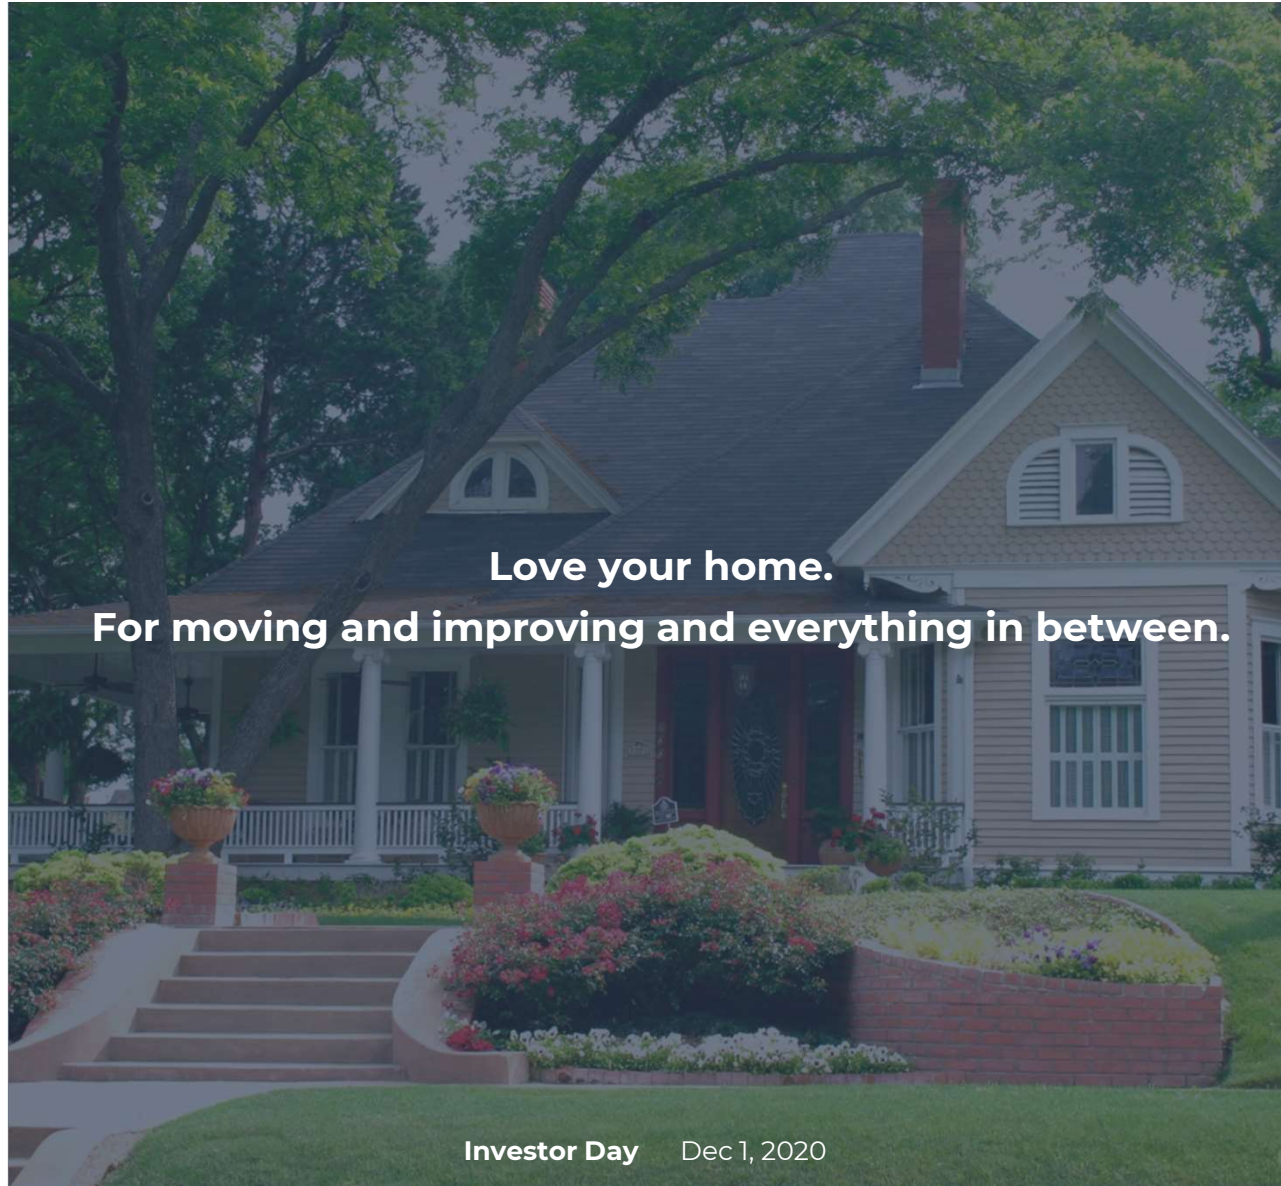 Love your home.
For moving and improving and everything in between.
Investor Day Dec 1, 2020